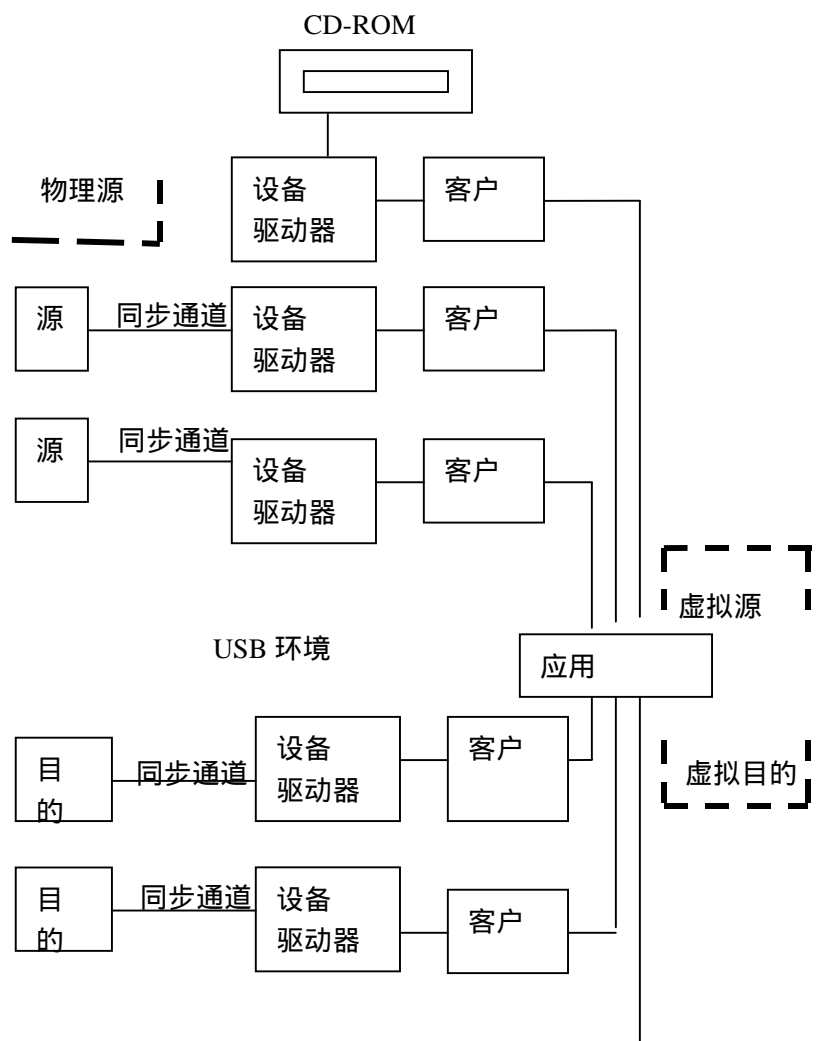 CD-ROM
物理源
设备
驱动器
客户
源
同步通道
设备
驱动器
客户
源
同步通道
设备
驱动器
客户
虚拟源
USB 环境
应用
目
的
同步通道
设备
驱动器
客户
虚拟目的
目
的
同步通道
设备
驱动器
客户